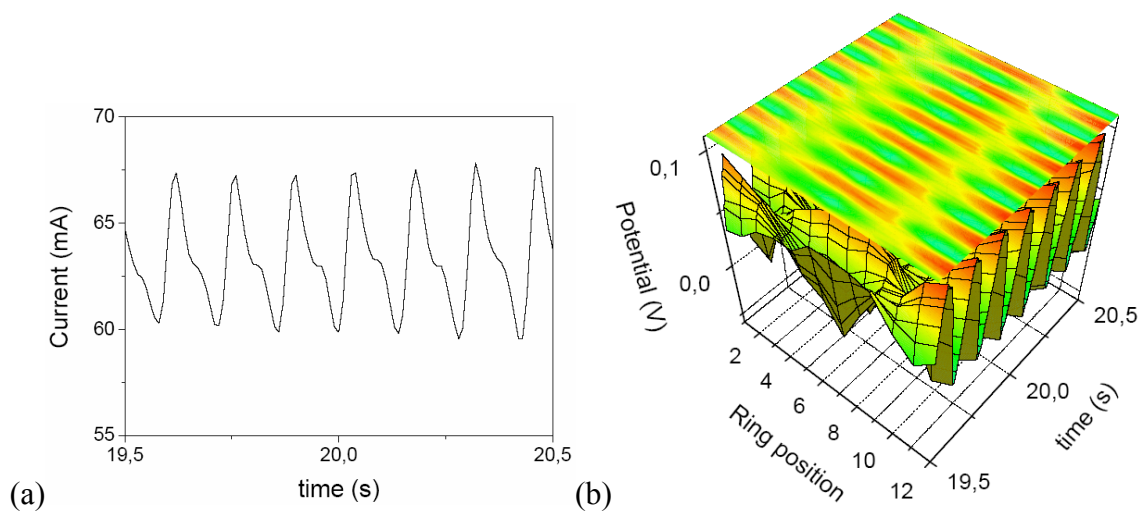 70
65
60
55
Current (mA)
19,5
20,0
20,5
time (s)
(a)
0,1
0,0
Potential (V)
2
4
6
8
10
12
Ring position
19,5
20,0
20,5
time (s)
(b)